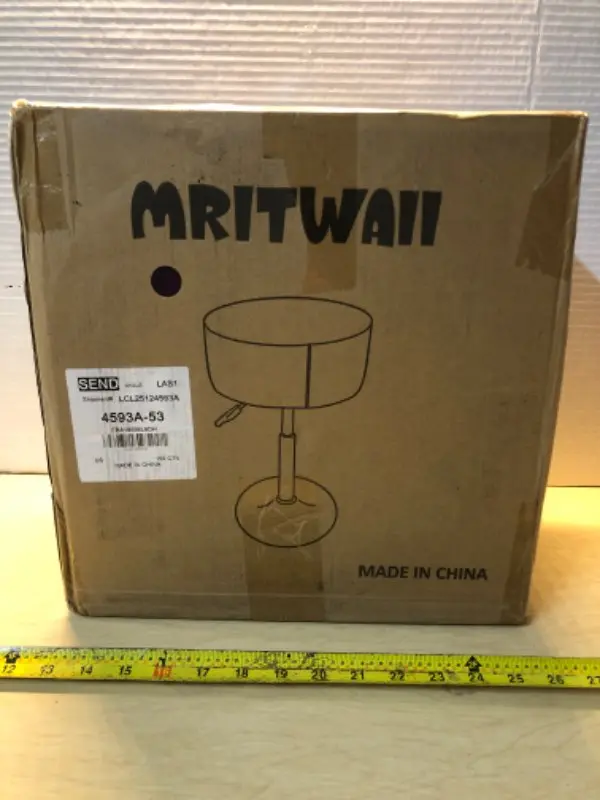 MRITWAII
SEND LAS1
Shipment#: LCL25124593A
4593A-53
MADE IN CHINA
MADE IN CHINA
12 13 14 15 16 17 18 19 20 21 22 23 24 25 26 27